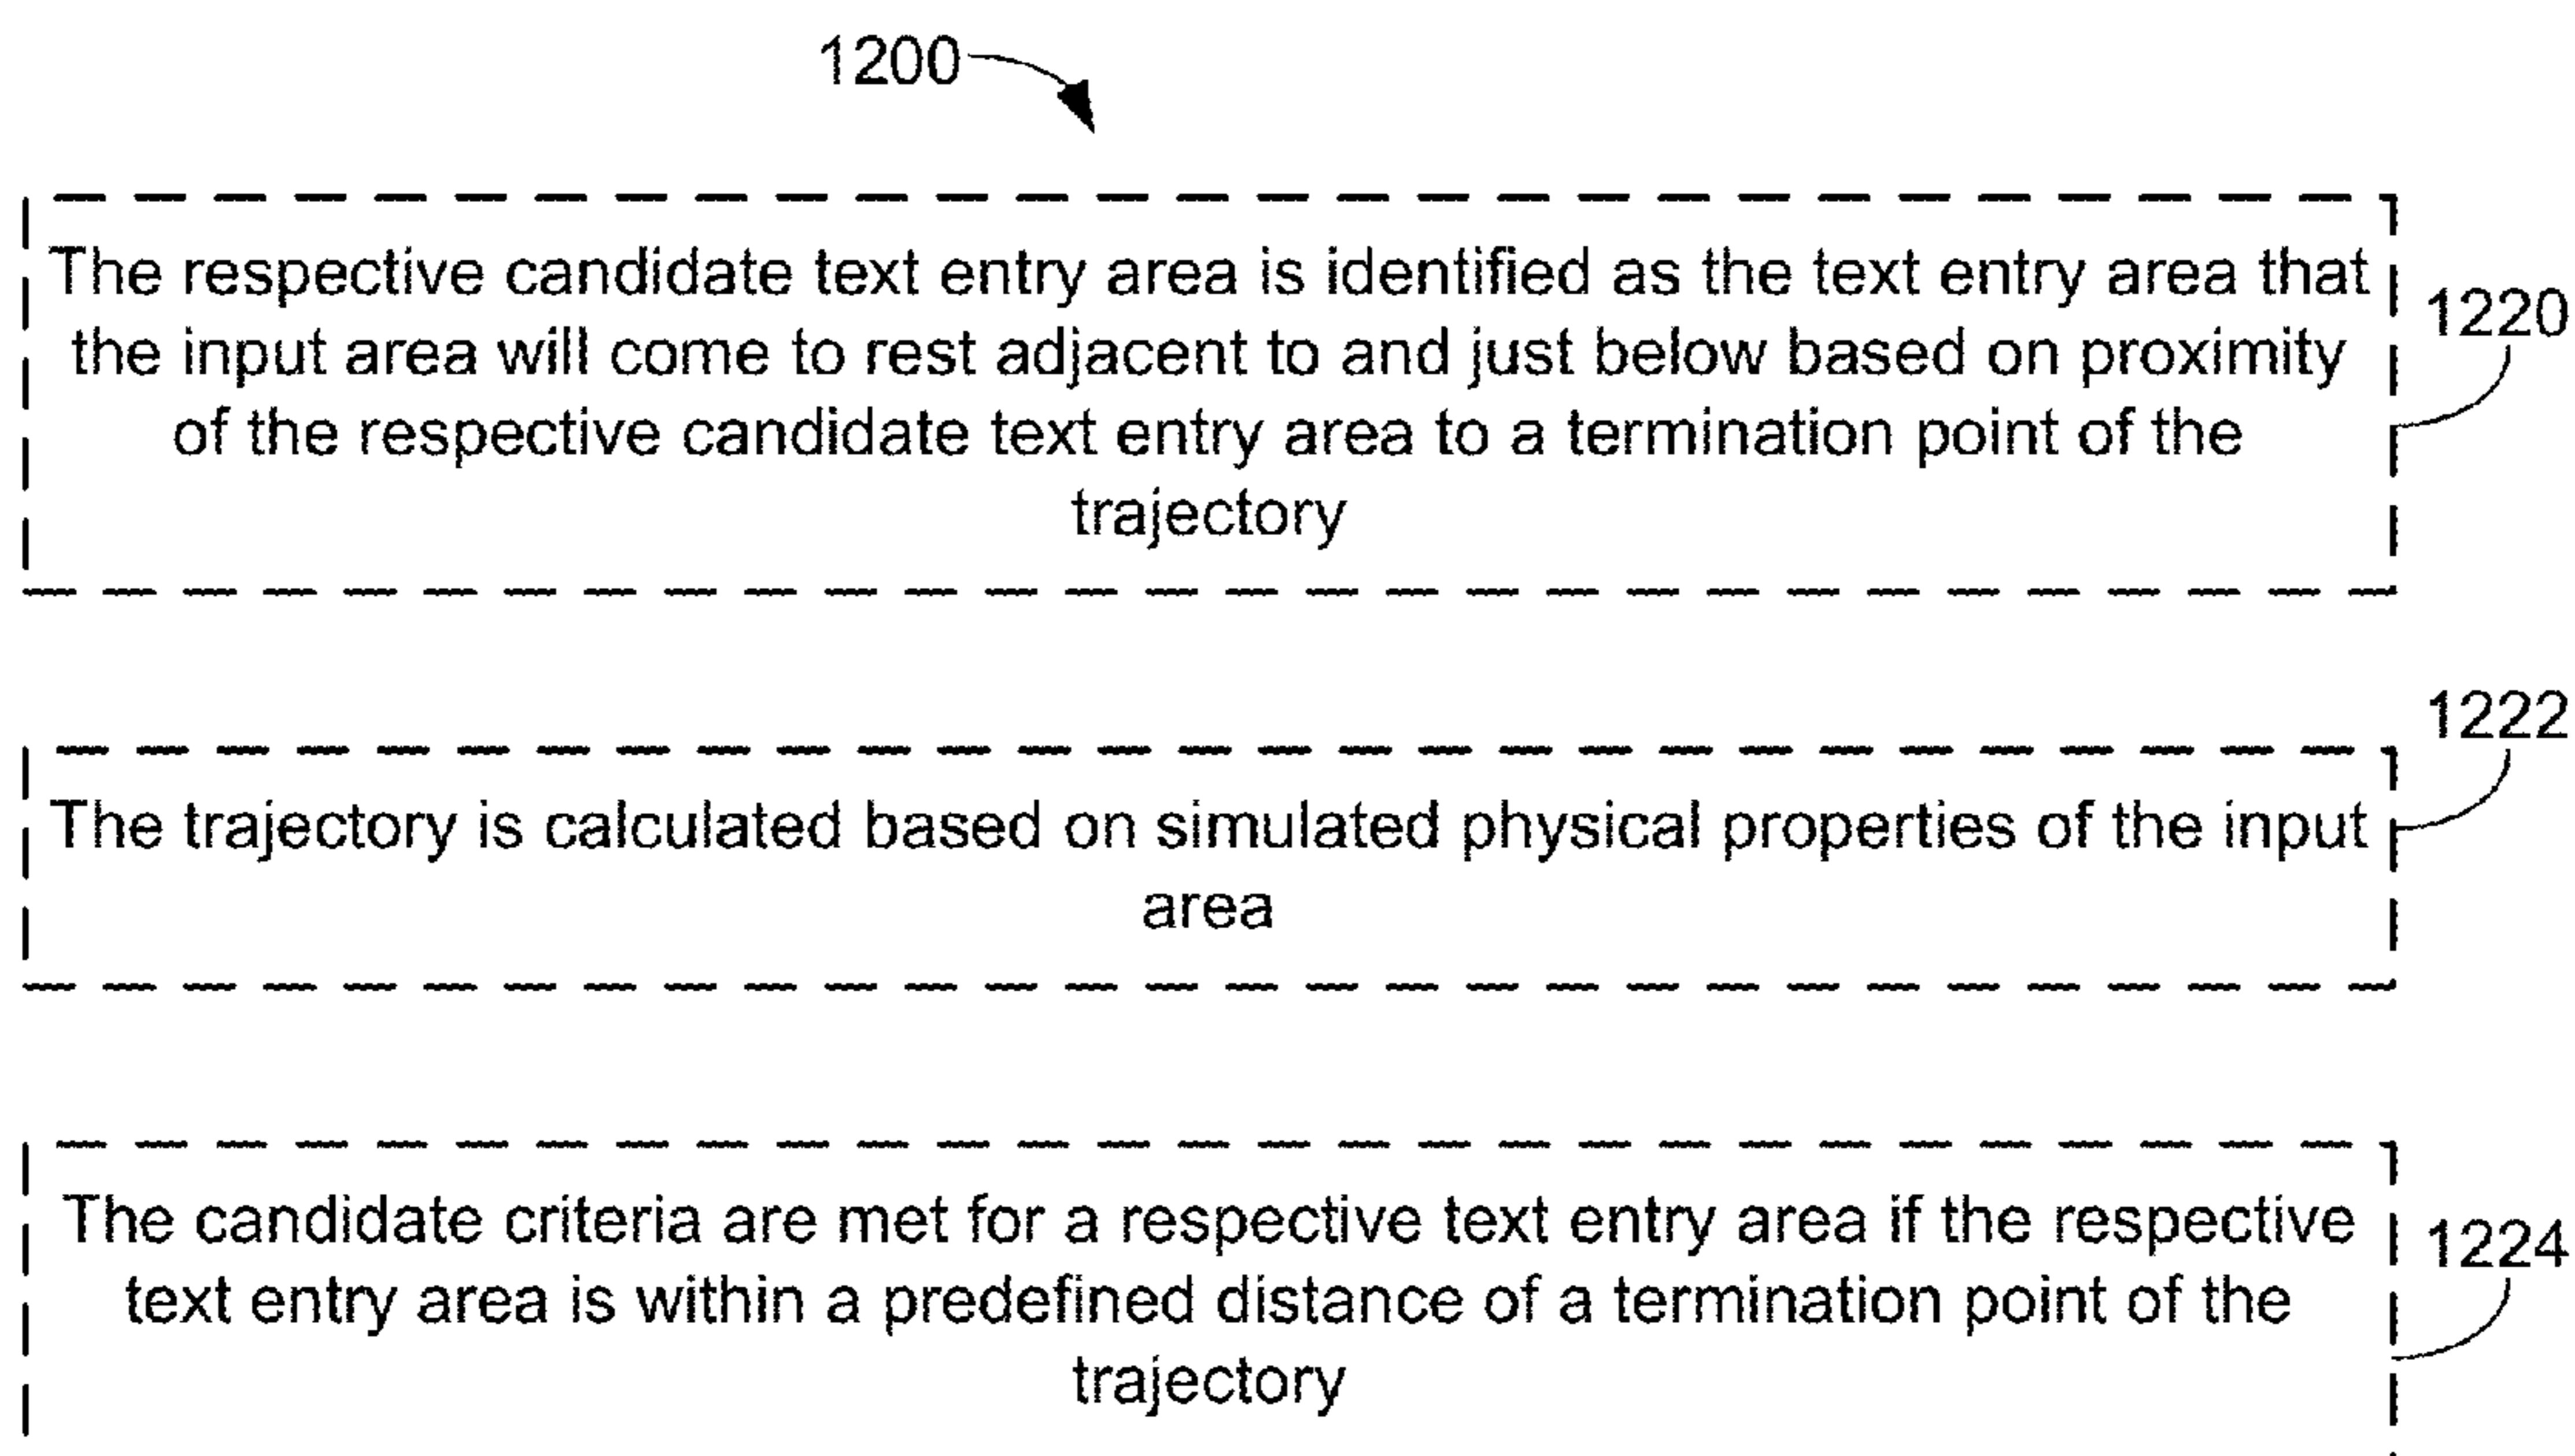 1200
The respective candidate text entry area is identified as the text entry area that
the input area will come to rest adjacent to and just below based on proximity
of the respective candidate text entry area to a termination point of the
trajectory
1220
The trajectory is calculated based on simulated physical properties of the input
area
1222
The candidate criteria are met for a respective text entry area if the respective
text entry area is within a predefined distance of a termination point of the
trajectory
1224